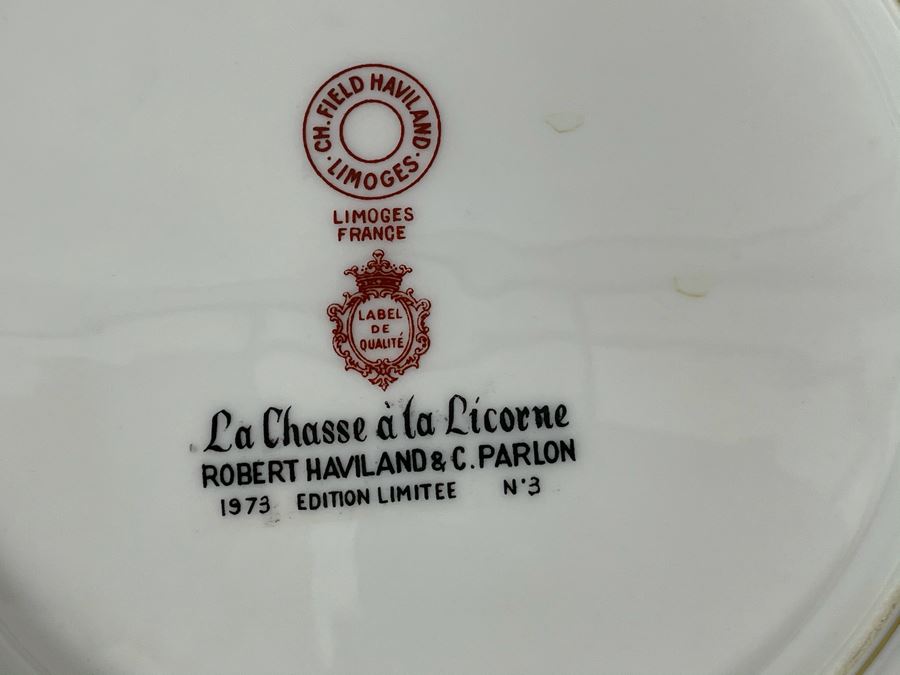 CH. FIELD HAVILAND
· LIMOGES ·
LIMOGES
FRANCE
LABEL
DE
QUALITÉ
La Chasse à la Licorne
ROBERT HAVILAND & C. PARLON
1973 EDITION LIMITEE N°3